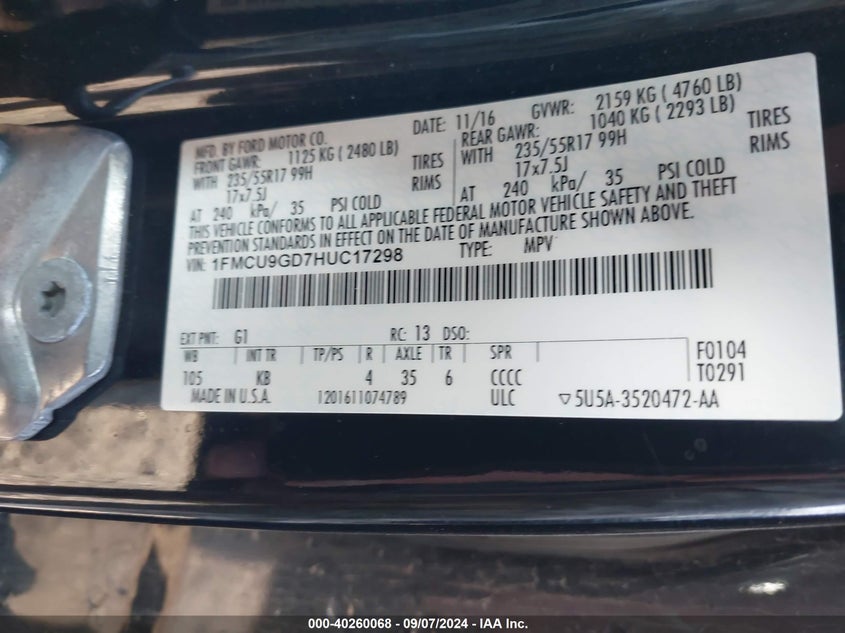 MFD. BY FORD MOTOR CO.
DATE: 11/16 GVWR: 2159 KG ( 4760 LB)
FRONT GAWR: 1125 KG ( 2480 LB) REAR GAWR: 1040 KG ( 2293 LB)
WITH 235/55R17 99H TIRES WITH 235/55R17 99H TIRES
17x7.5J RIMS 17x7.5J RIMS
AT 240 kPa/ 35 PSI COLD AT 240 kPa/ 35 PSI COLD
THIS VEHICLE CONFORMS TO ALL APPLICABLE FEDERAL MOTOR VEHICLE SAFETY AND THEFT
PREVENTION STANDARDS IN EFFECT ON THE DATE OF MANUFACTURE SHOWN ABOVE.
VIN: 1FMCU9GD7HUC17298 TYPE: MPV
EXT PNT: G1 RC: 13 DSO:
WB INT TR TP/PS R AXLE TR SPR F0104
105 KB 4 35 6 CCCC T0291
MADE IN U.S.A. 1201611074789 ULC ▽5U5A-3520472-AA
000-40260068 - 09/07/2024 - IAA Inc.